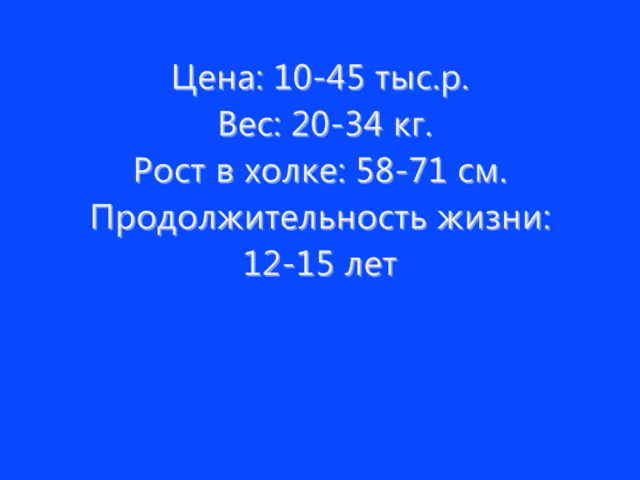 Цена: 10-45 тыс.р.
Вес: 20-34 кг.
Рост в холке: 58-71 см.
Продолжительность жизни:
12-15 лет